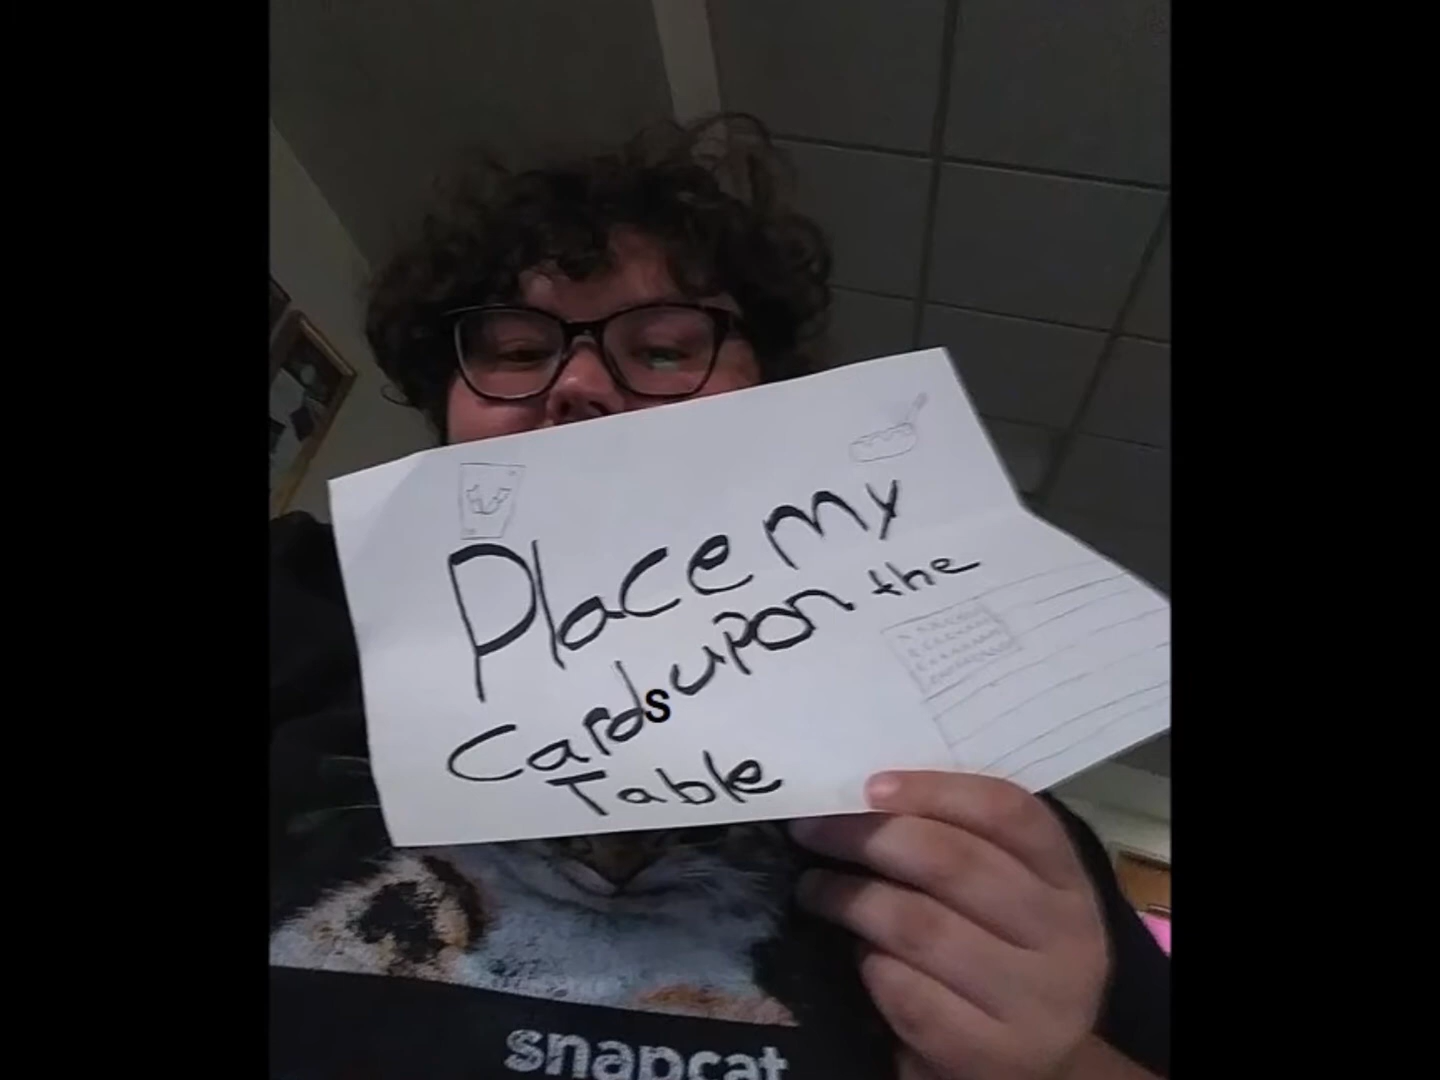 Place my
Cards upon the
Table
snapcat